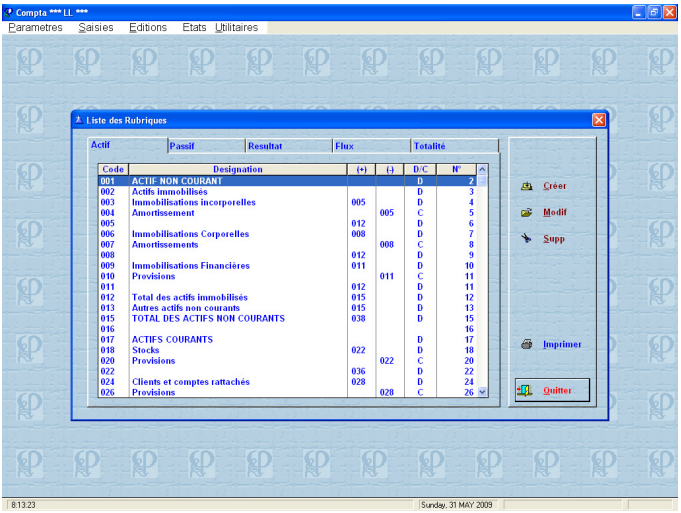 Compta *** LL ***
Parametres Saisies Editions Etats Utilitaires
Liste des Rubriques
Actif Passif Resultat Flux Totalité
Code Designation (+) (-) D/C N°
001 ACTIF NON COURANT D 2
002 Actifs immobilisés D 3
003 Immobilisations incorporelles 005 D 4
004 Amortissement 005 C 5
005 012 D 6
006 Immobilisations Corporelles 008 D 7
007 Amortissements 008 C 8
008 012 D 9
009 Immobilisations Financières 011 D 10
010 Provisions 011 C 11
011 012 D 11
012 Total des actifs immobilisés 015 D 12
013 Autres actifs non courants 015 D 13
015 TOTAL DES ACTIFS NON COURANTS 038 D 15
016 16
017 ACTIFS COURANTS D 17
018 Stocks 022 D 18
020 Provisions 022 C 20
022 036 D 22
024 Clients et comptes rattachés 028 D 24
026 Provisions 028 C 26
Créer
Modif
Supp
Imprimer
Quitter
8:13:23 Sunday, 31 MAY 2009